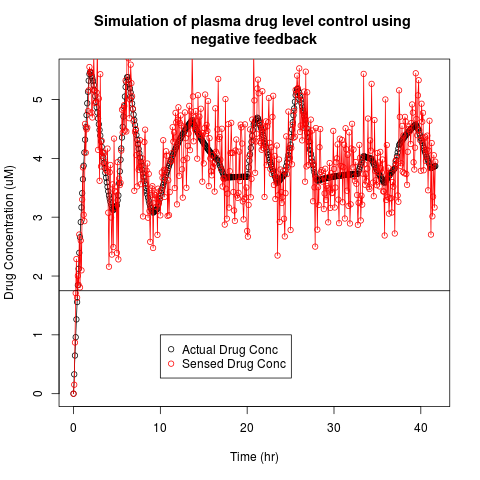 Simulation of plasma drug level control using
negative feedback
Drug Concentration (uM)
5
4
3
2
1
0
Actual Drug Conc
Sensed Drug Conc
0 10 20 30 40
Time (hr)